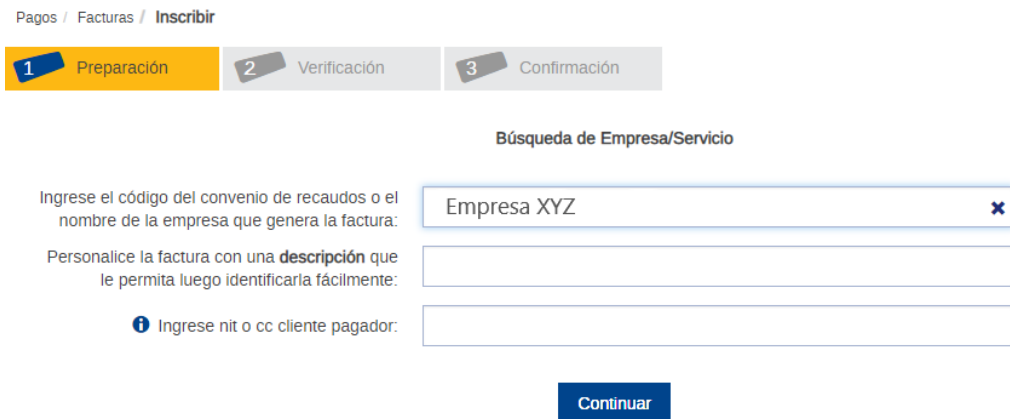 Pagos / Facturas / Inscribir
1 Preparación 2 Verificación 3 Confirmación
Búsqueda de Empresa/Servicio
Ingrese el código del convenio de recaudos o el
nombre de la empresa que genera la factura:
Empresa XYZ
Personalice la factura con una descripción que
le permita luego identificarla fácilmente:
Ingrese nit o cc cliente pagador:
Continuar